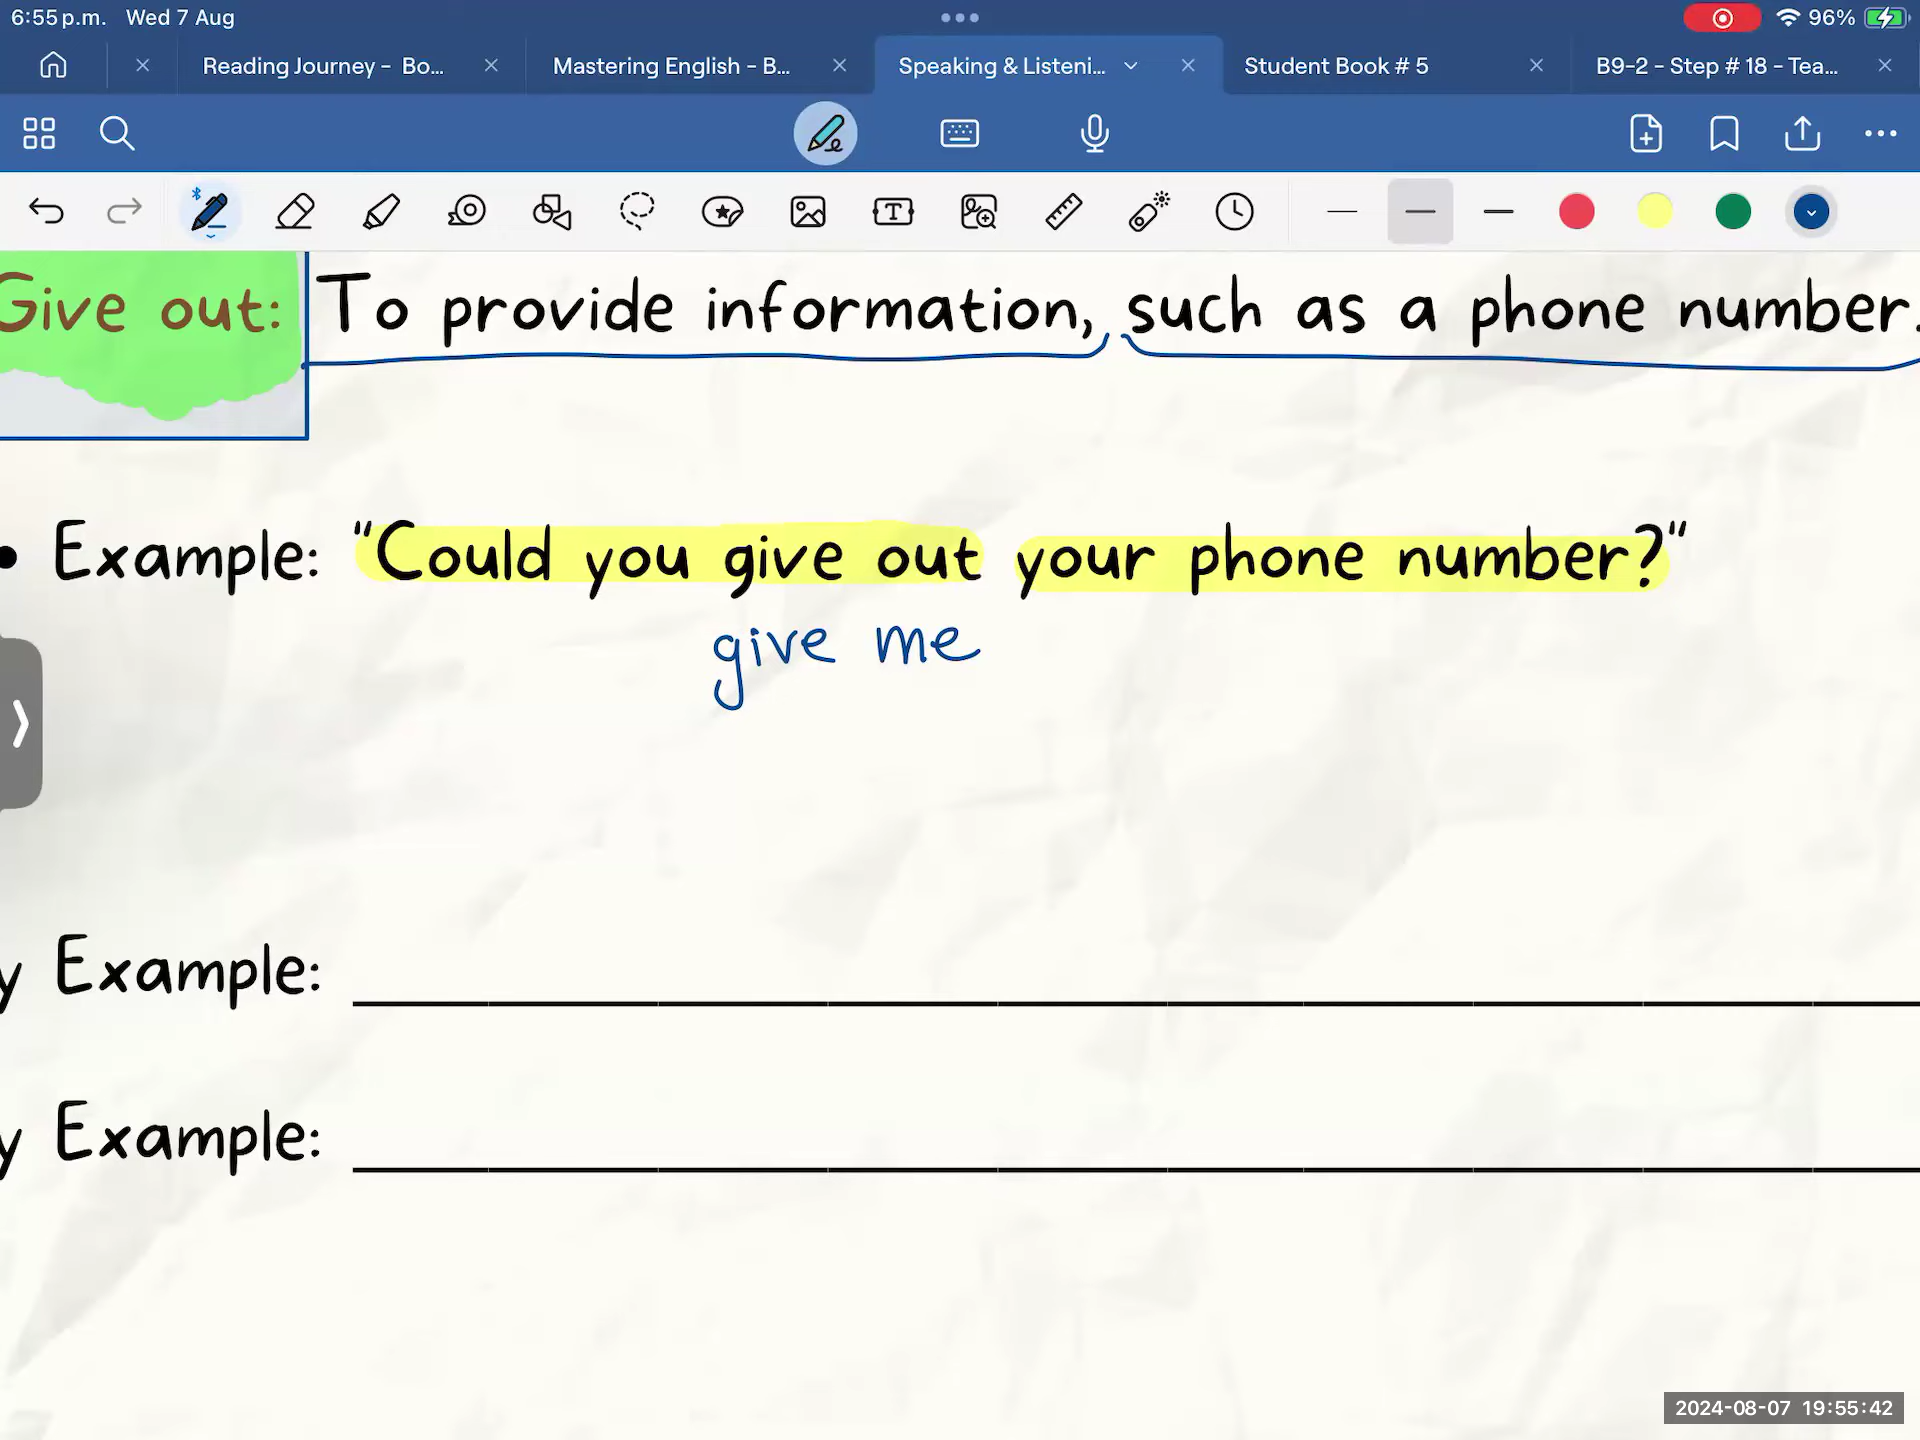 6:55 p.m. Wed 7 Aug 96%
Reading Journey - Bo... Mastering English - B... Speaking & Listeni... Student Book # 5 B9-2 - Step # 18 - Tea...
Give out: To provide information, such as a phone number.
• Example: "Could you give out your phone number?"
give me
y Example:
y Example:
2024-08-07 19:55:42